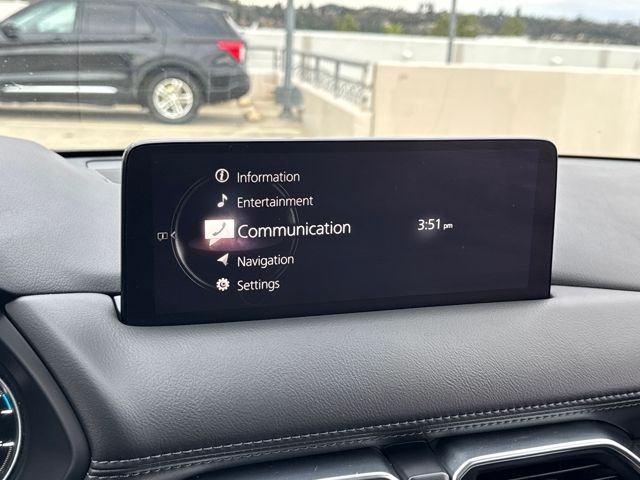 Information
Entertainment
Communication
3:51 pm
Navigation
Settings